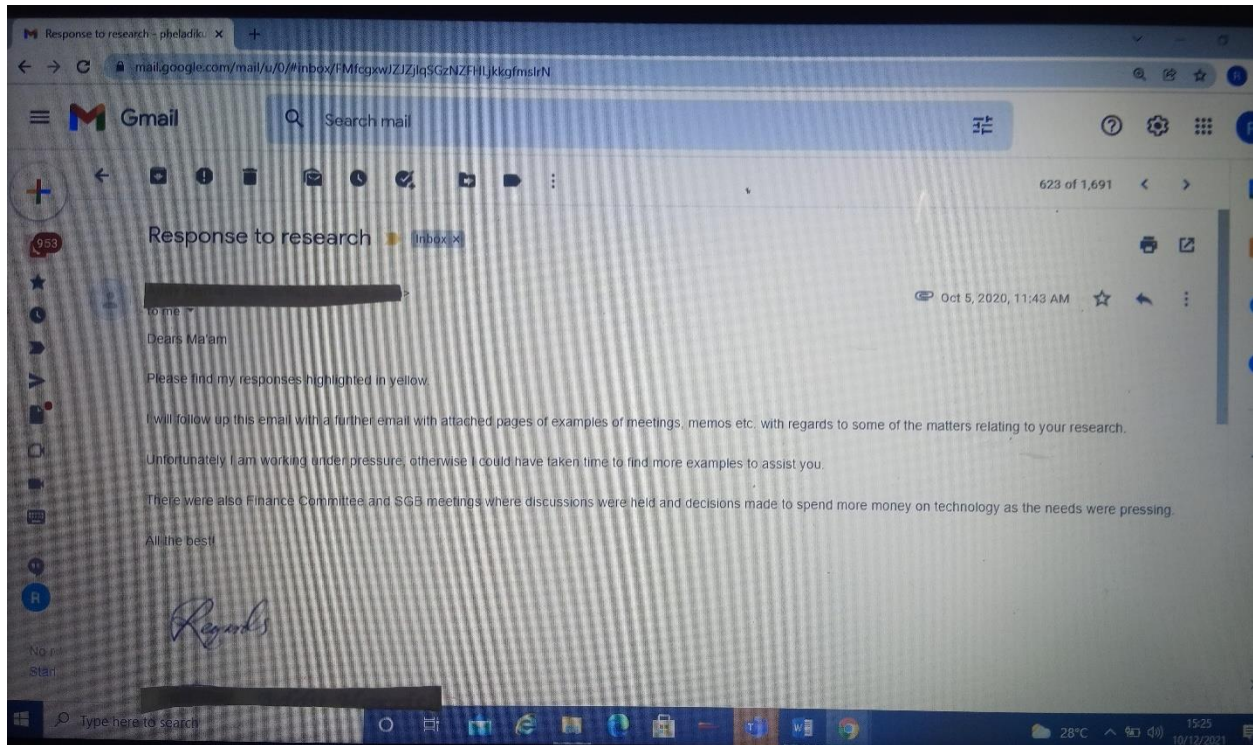 Response to research - pheladiku
mail.google.com/mail/u/0/#inbox/FMfcgxwJZJZjlqSGzNZFHLjkkgfmslrN
Gmail
Search mail
623 of 1,691
953
Response to research
Inbox ×
Oct 5, 2020, 11:43 AM
to me
Dears Ma'am
Please find my responses highlighted in yellow.
I will follow up this email with a further email with attached pages of examples of meetings, memos etc. with regards to some of the matters relating to your research.
Unfortunately I am working under pressure, otherwise I could have taken time to find more examples to assist you.
There were also Finance Committee and SGB meetings where discussions were held and decisions made to spend more money on technology as the needs were pressing.
All the best!
R
Regards
No
Start
Type here to search
28°C
15:25
10/12/2021